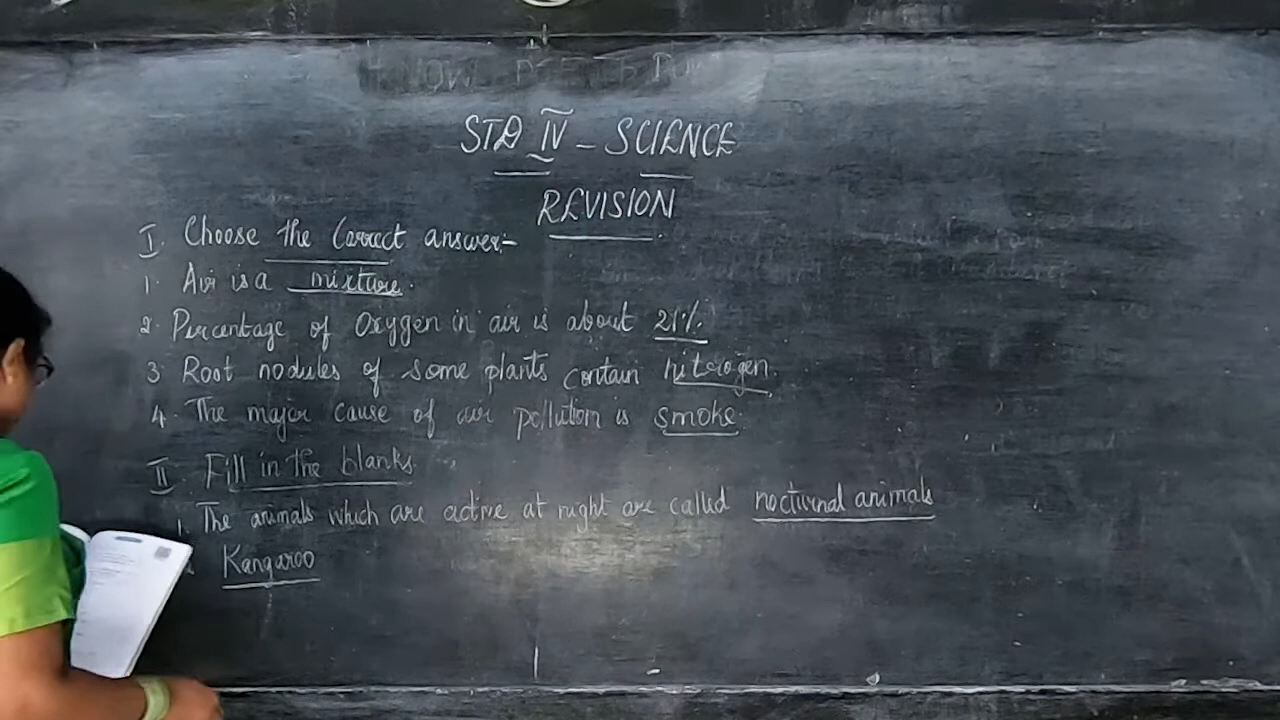 STD IV - SCIENCE
REVISION
I. Choose the Correct answer:-
1. Air is a mixture.
2. Percentage of Oxygen in air is about 21%.
3. Root nodules of some plants contain nitrogen.
4. The major cause of air pollution is smoke.
II. Fill in the blanks.
1. The animals which are active at night are called nocturnal animals
Kangaroo